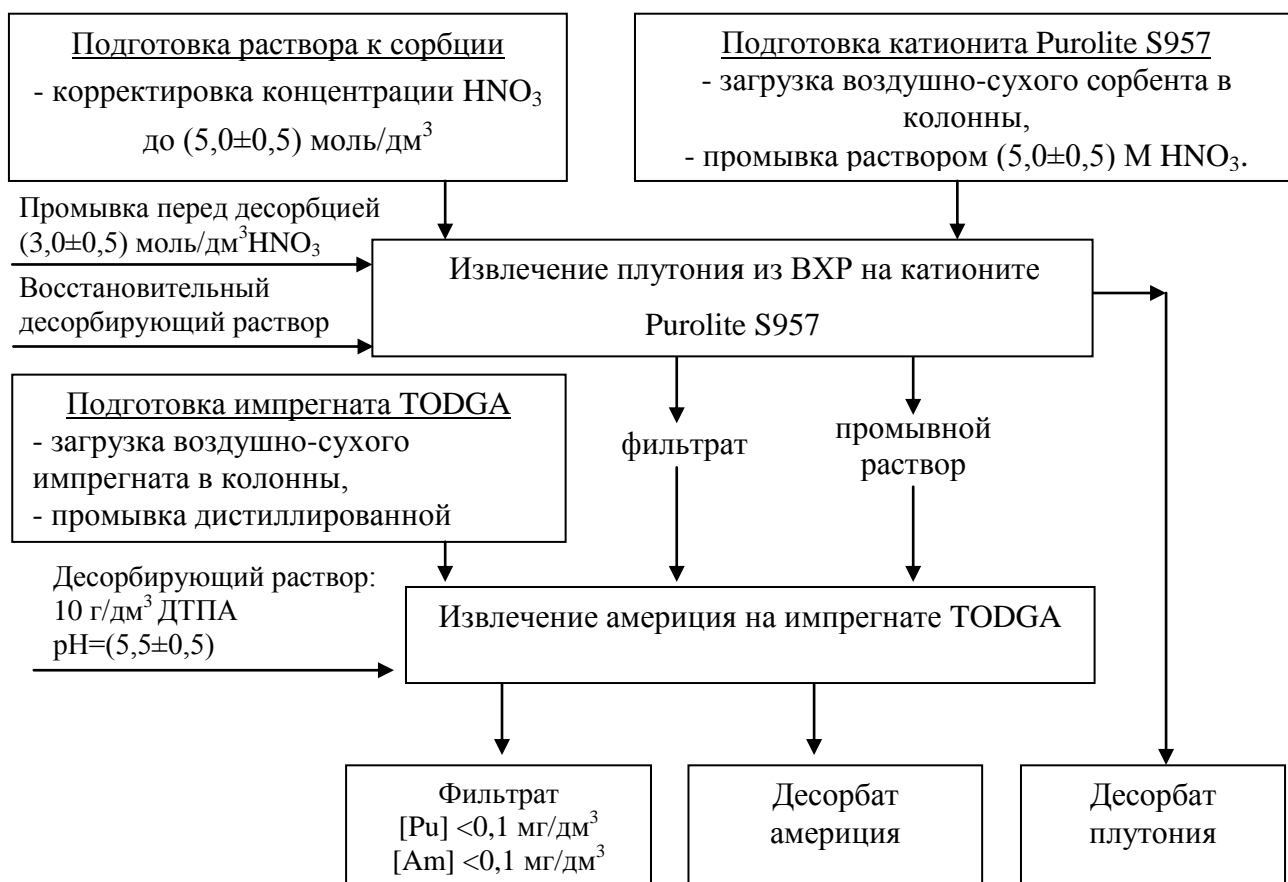 Подготовка раствора к сорбции
- корректировка концентрации HNO₃
до (5,0±0,5) моль/дм³
Подготовка катионита Purolite S957
- загрузка воздушно-сухого сорбента в
колонны,
- промывка раствором (5,0±0,5) М HNO₃.
Промывка перед десорбцией
(3,0±0,5) моль/дм³HNO₃
Восстановительный
десорбирующий раствор
Извлечение плутония из ВХР на катионите
Purolite S957
Подготовка импрегната TODGA
- загрузка воздушно-сухого
импрегната в колонны,
- промывка дистиллированной
фильтрат
промывной
раствор
Десорбирующий раствор:
10 г/дм³ ДТПА
pH=(5,5±0,5)
Извлечение америция на импрегнате TODGA
Фильтрат
[Pu] <0,1 мг/дм³
[Am] <0,1 мг/дм³
Десорбат
америция
Десорбат
плутония